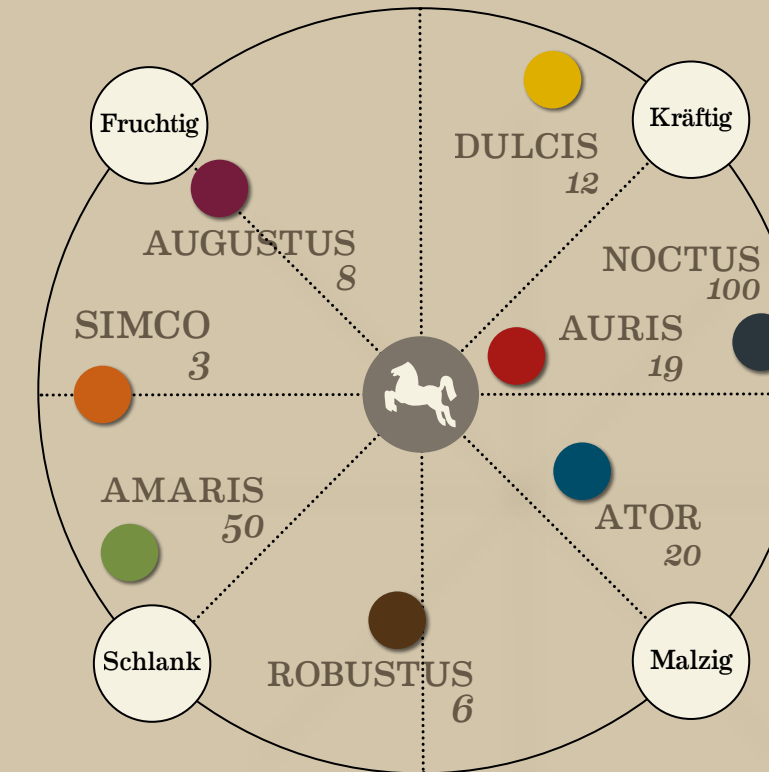 Fruchtig
Kräftig
DULCIS
12
AUGUSTUS
8
NOCTUS
100
SIMCO
3
AURIS
19
AMARIS
50
ATOR
20
Schlank
ROBUSTUS
6
Malzig